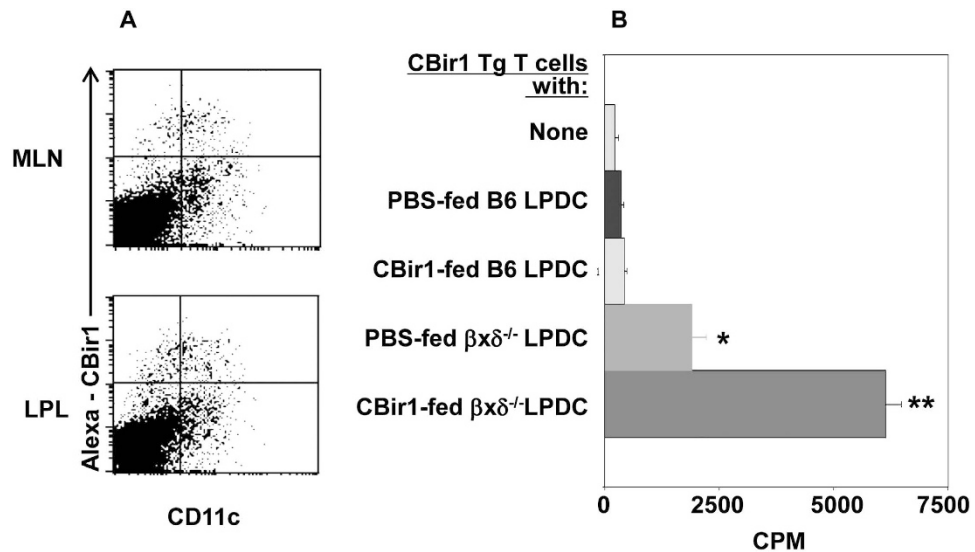 A
MLN
LPL
Alexa - CBir1
CD11c
B
CBir1 Tg T cells
with:
None
PBS-fed B6 LPDC
CBir1-fed B6 LPDC
PBS-fed βxδ-/- LPDC
CBir1-fed βxδ-/-LPDC
*
**
0 2500 5000 7500
CPM